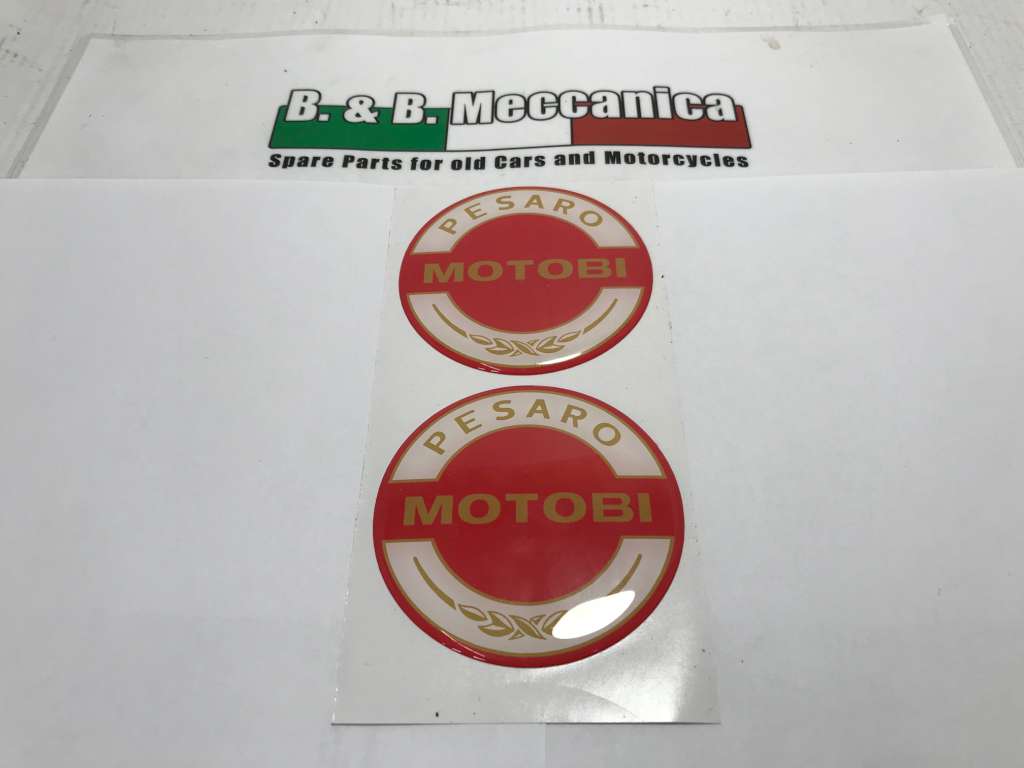 B. & B. Meccanica
Spare Parts for old Cars and Motorcycles
PESARO
MOTOBI
PESARO
MOTOBI